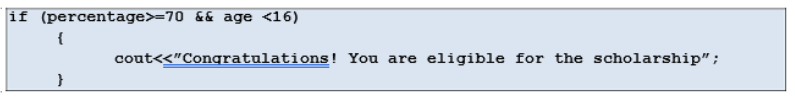 if (percentage>=70 && age <16)
{
cout<<”Congratulations! You are eligible for the scholarship”;
}